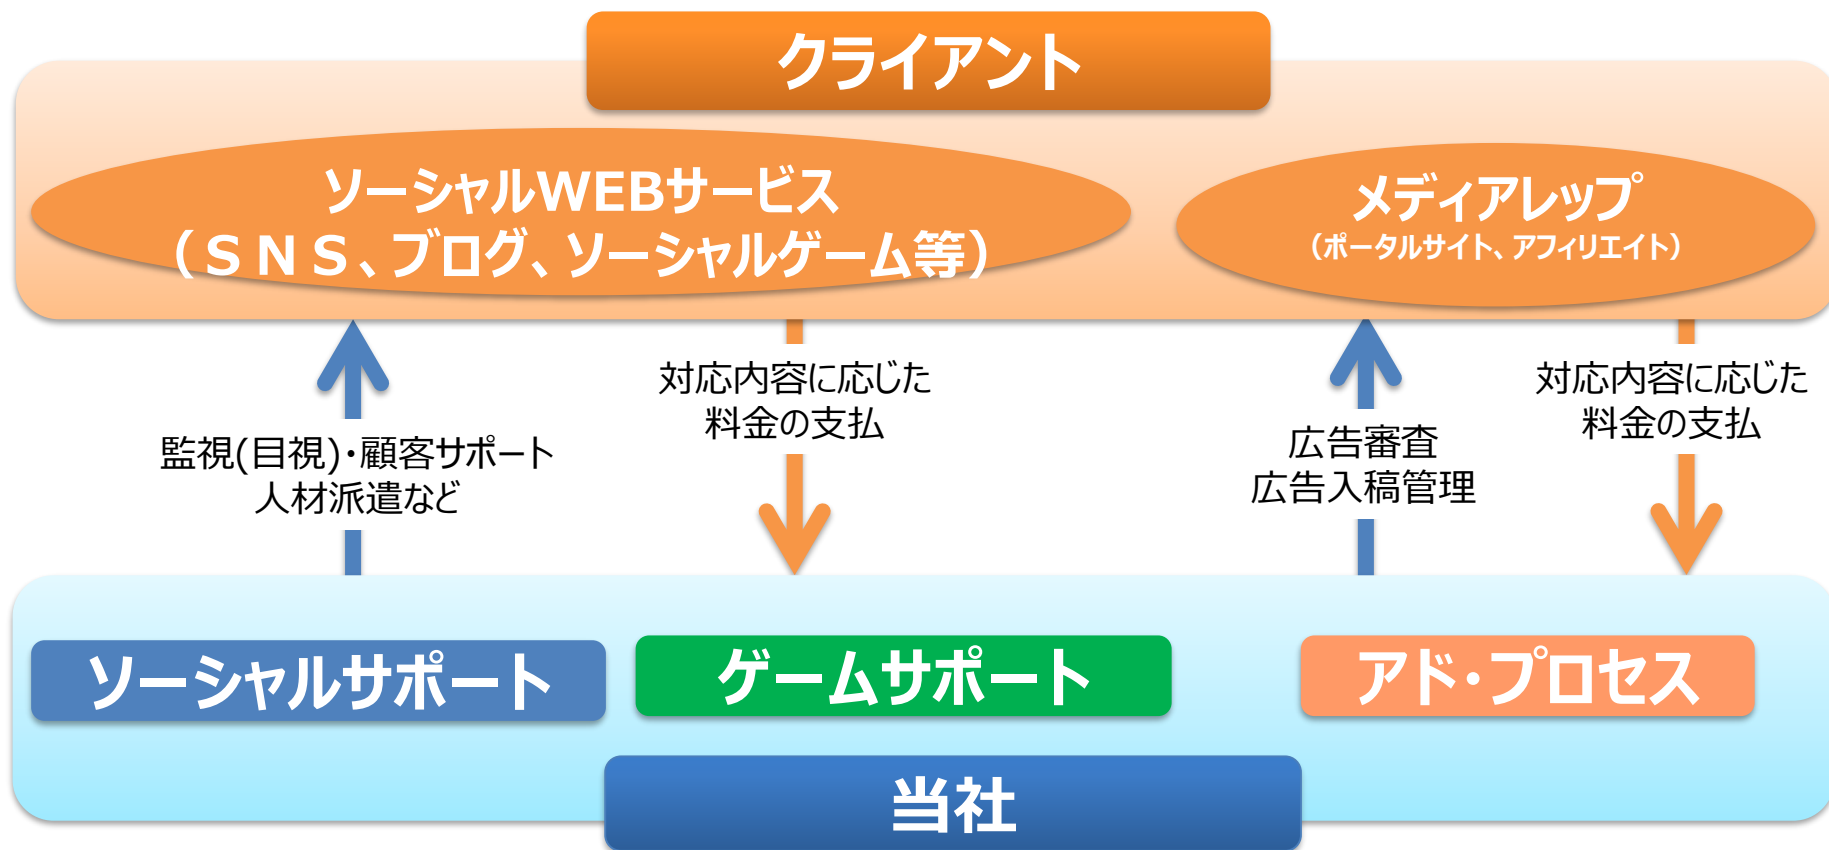 クライアント
ソーシャルWEBサービス
（ＳＮＳ、ブログ、ソーシャルゲーム等）
メディアレップ
（ポータルサイト、アフィリエイト）
監視(目視)・顧客サポート
人材派遣など
対応内容に応じた
料金の支払
広告審査
広告入稿管理
対応内容に応じた
料金の支払
ソーシャルサポート
ゲームサポート
アド・プロセス
当社